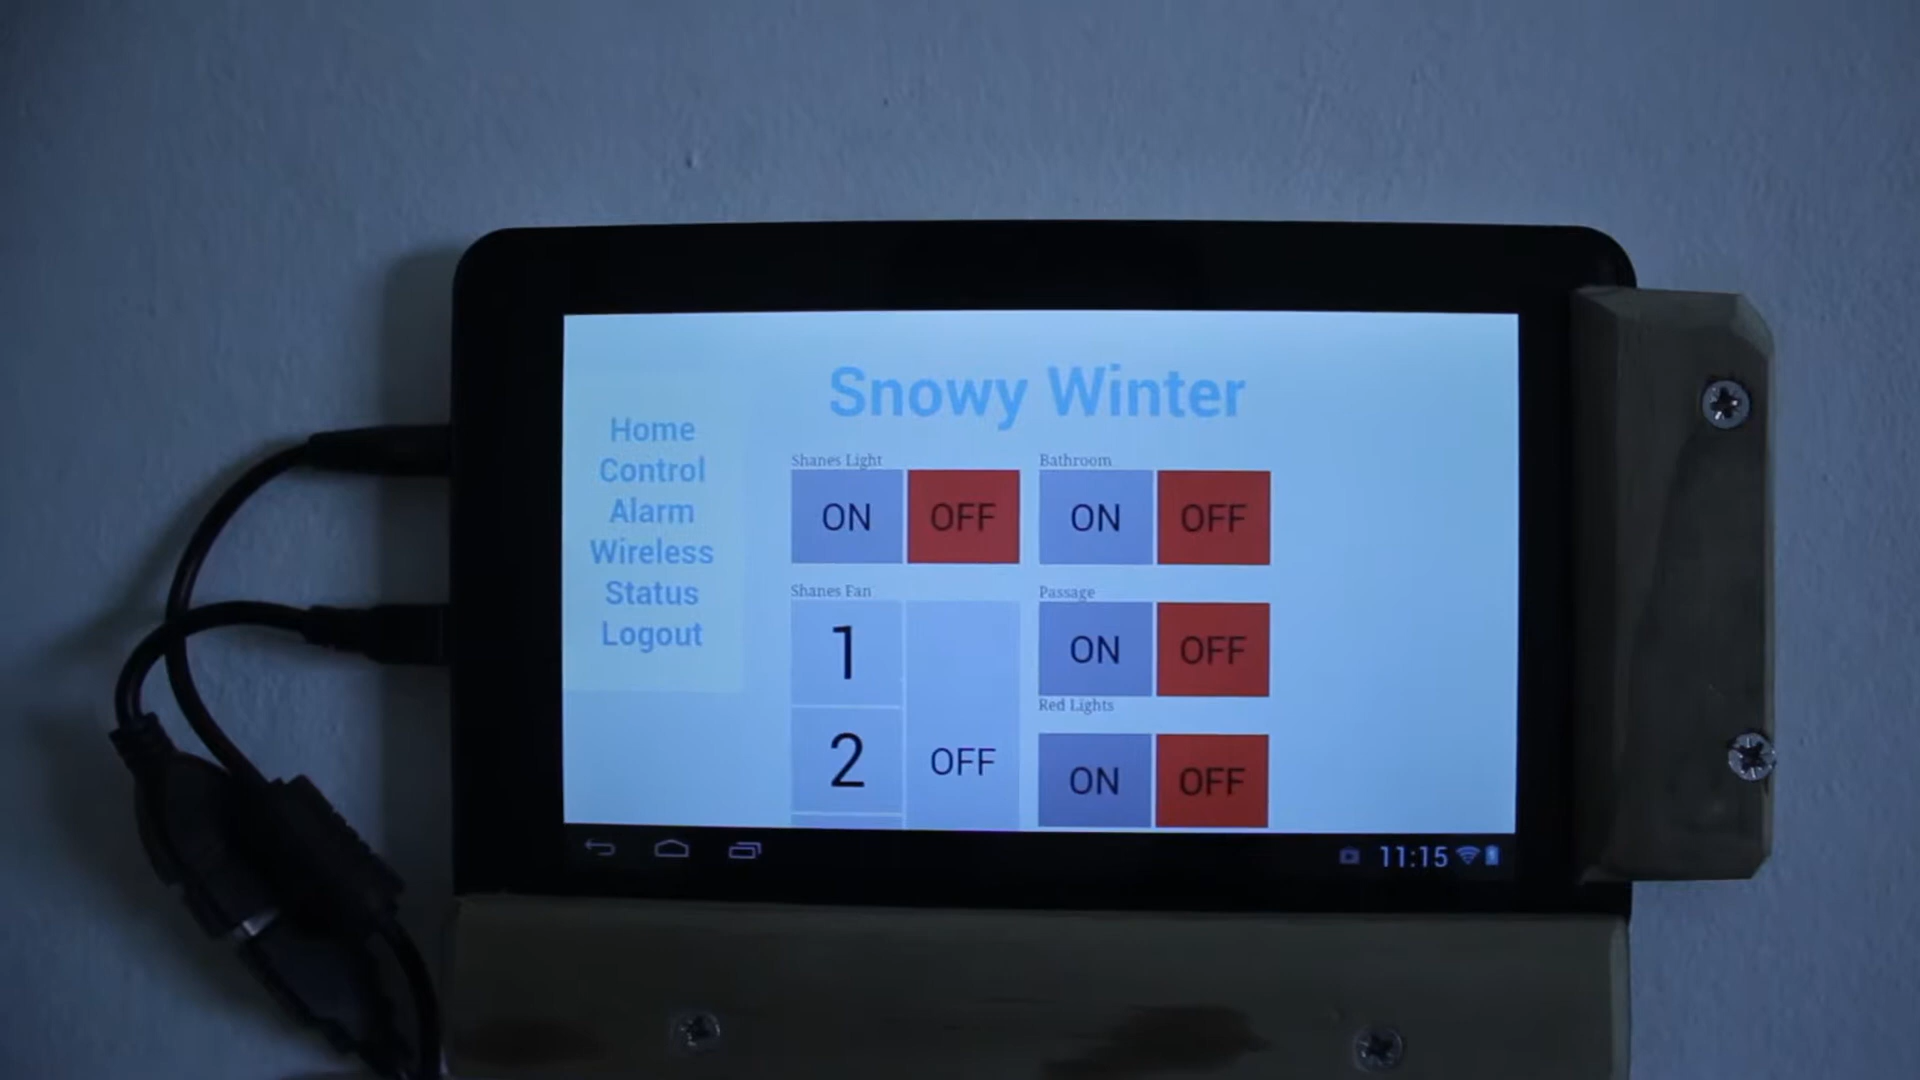 Snowy Winter
Home
Control
Alarm
Wireless
Status
Logout
Shanes Light
ON OFF
Bathroom
ON OFF
Shanes Fan
1
2
OFF
Passage
ON OFF
Red Lights
ON OFF
11:15